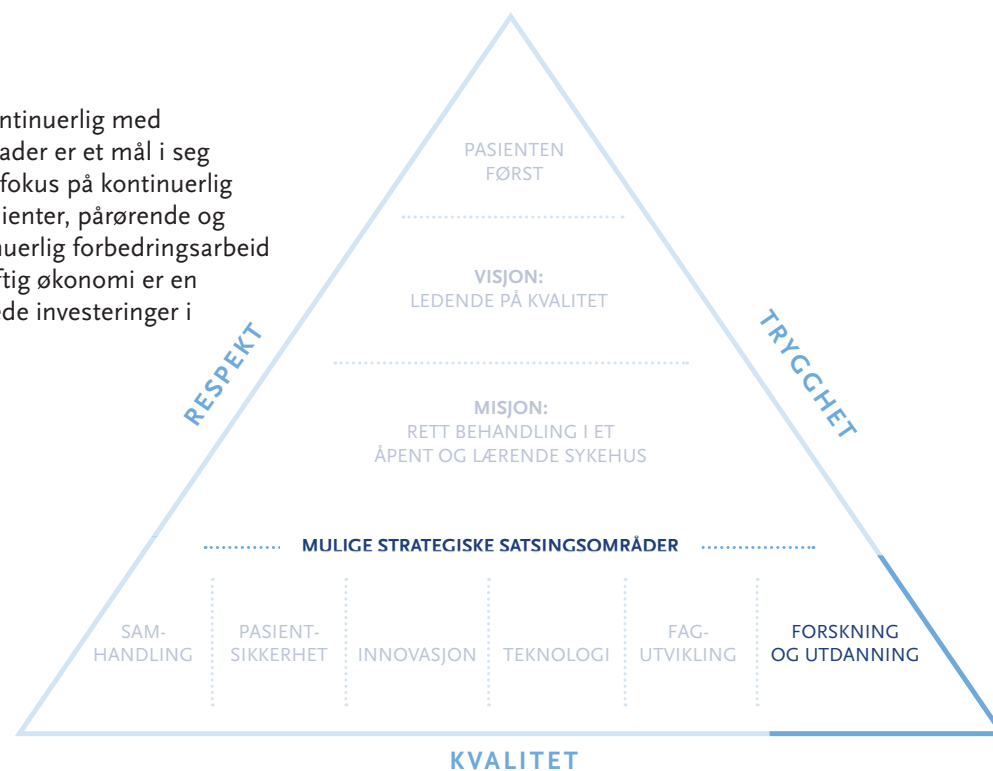 ntinuerlig med
ader er et mål i seg
fokus på kontinuerlig
ienter, pårørende og
nuerlig forbedringsarbeid
ftig økonomi er en
de investeringer i
PASIENTEN
FØRST
VISJON:
LEDENDE PÅ KVALITET
RESPEKT
TRYGGHET
MISJON:
RETT BEHANDLING I ET
ÅPENT OG LÆRENDE SYKEHUS
MULIGE STRATEGISKE SATSINGSOMRÅDER
SAM-
HANDLING
PASIENT-
SIKKERHET
INNOVASJON
TEKNOLOGI
FAG-
UTVIKLING
FORSKNING
OG UTDANNING
KVALITET